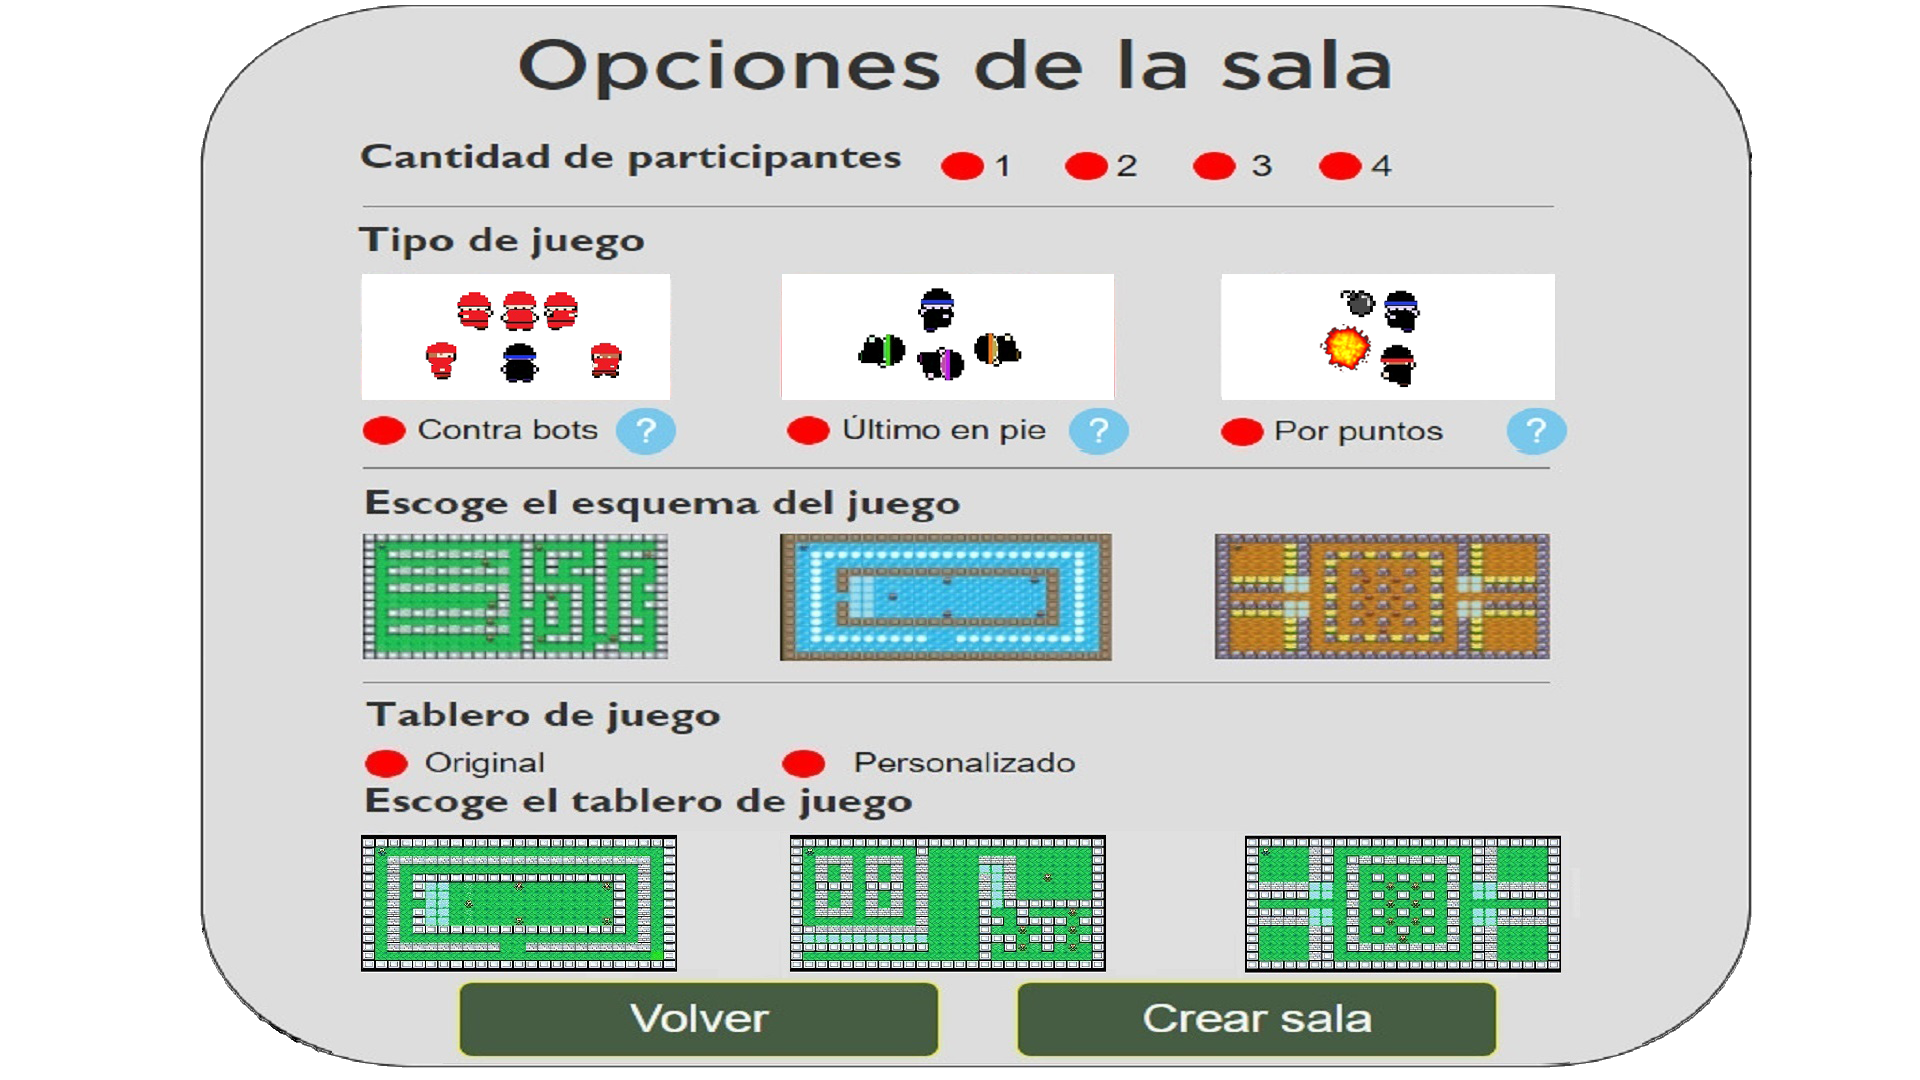 Opciones de la sala
Cantidad de participantes 1 2 3 4
Tipo de juego
Contra bots ? Último en pie ? Por puntos ?
Escoge el esquema del juego
Tablero de juego
Original Personalizado
Escoge el tablero de juego
Volver Crear sala